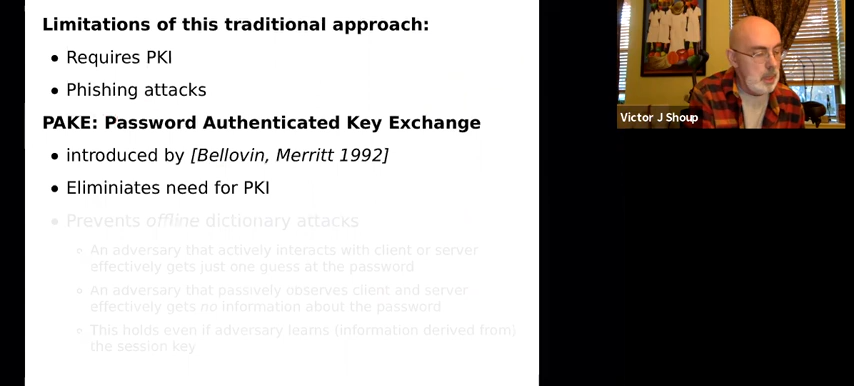 Limitations of this traditional approach:
• Requires PKI
• Phishing attacks
PAKE: Password Authenticated Key Exchange
• introduced by [Bellovin, Merritt 1992]
• Eliminiates need for PKI
• Prevents offline dictionary attacks
◦ An adversary that actively interacts with client or server
effectively gets just one guess at the password
◦ An adversary that passively observes client and server
effectively gets no information about the password
◦ This holds even if adversary learns (information derived from)
the session key
Victor J Shoup